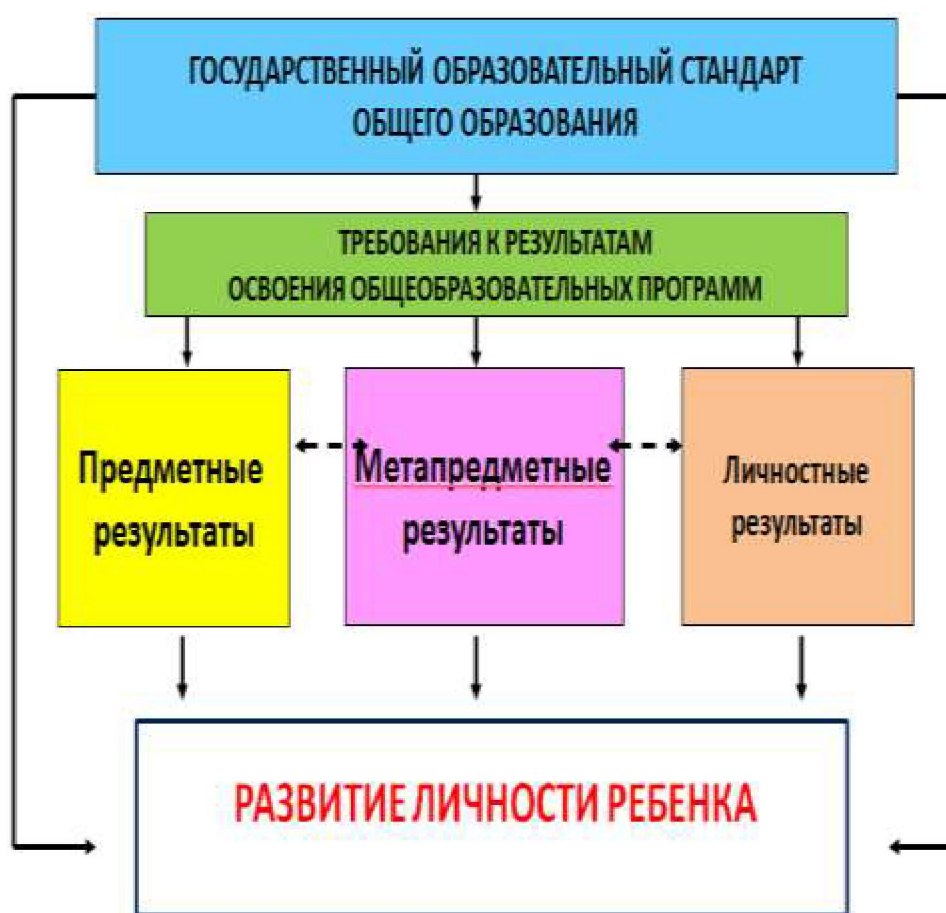 ГОСУДАРСТВЕННЫЙ ОБРАЗОВАТЕЛЬНЫЙ СТАНДАРТ
ОБЩЕГО ОБРАЗОВАНИЯ
ТРЕБОВАНИЯ К РЕЗУЛЬТАТАМ
ОСВОЕНИЯ ОБЩЕОБРАЗОВАТЕЛЬНЫХ ПРОГРАММ
Предметные
результаты
Метапредметные
результаты
Личностные
результаты
РАЗВИТИЕ ЛИЧНОСТИ РЕБЕНКА